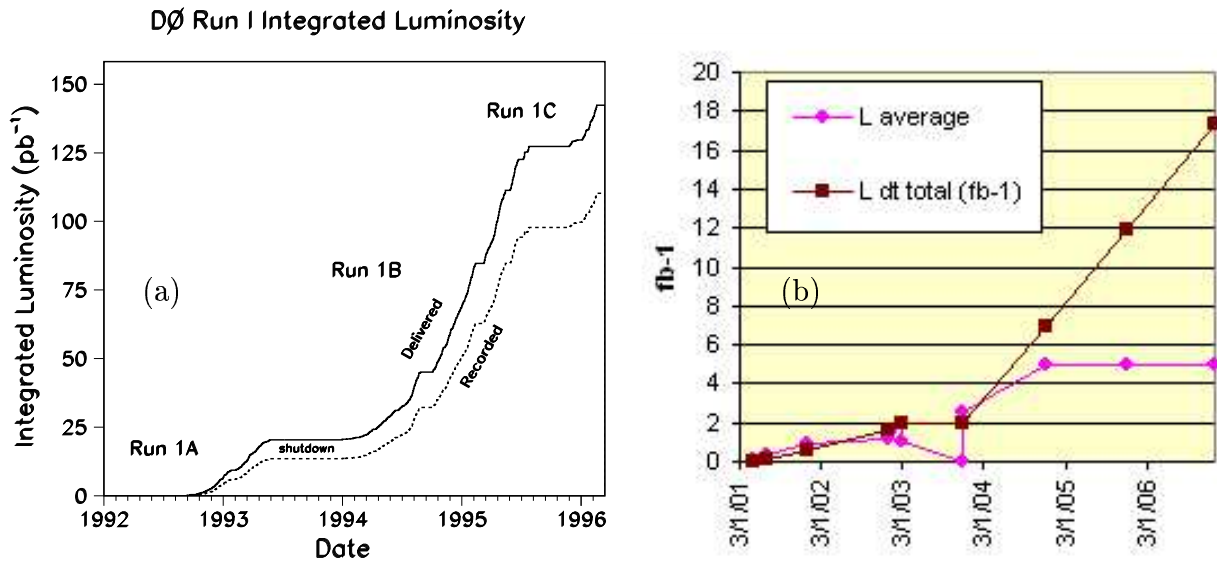 DØ Run I Integrated Luminosity
Integrated Luminosity (pb⁻¹)
150
125
100
75
50
25
0
Run 1C
Run 1B
Run 1A
(a)
Delivered
Recorded
shutdown
1992
1993
1994
1995
1996
Date
fb-1
20
18
16
14
12
10
8
6
4
2
0
L average
L dt total (fb-1)
(b)
3/1/01
3/1/02
3/1/03
3/1/04
3/1/05
3/1/06